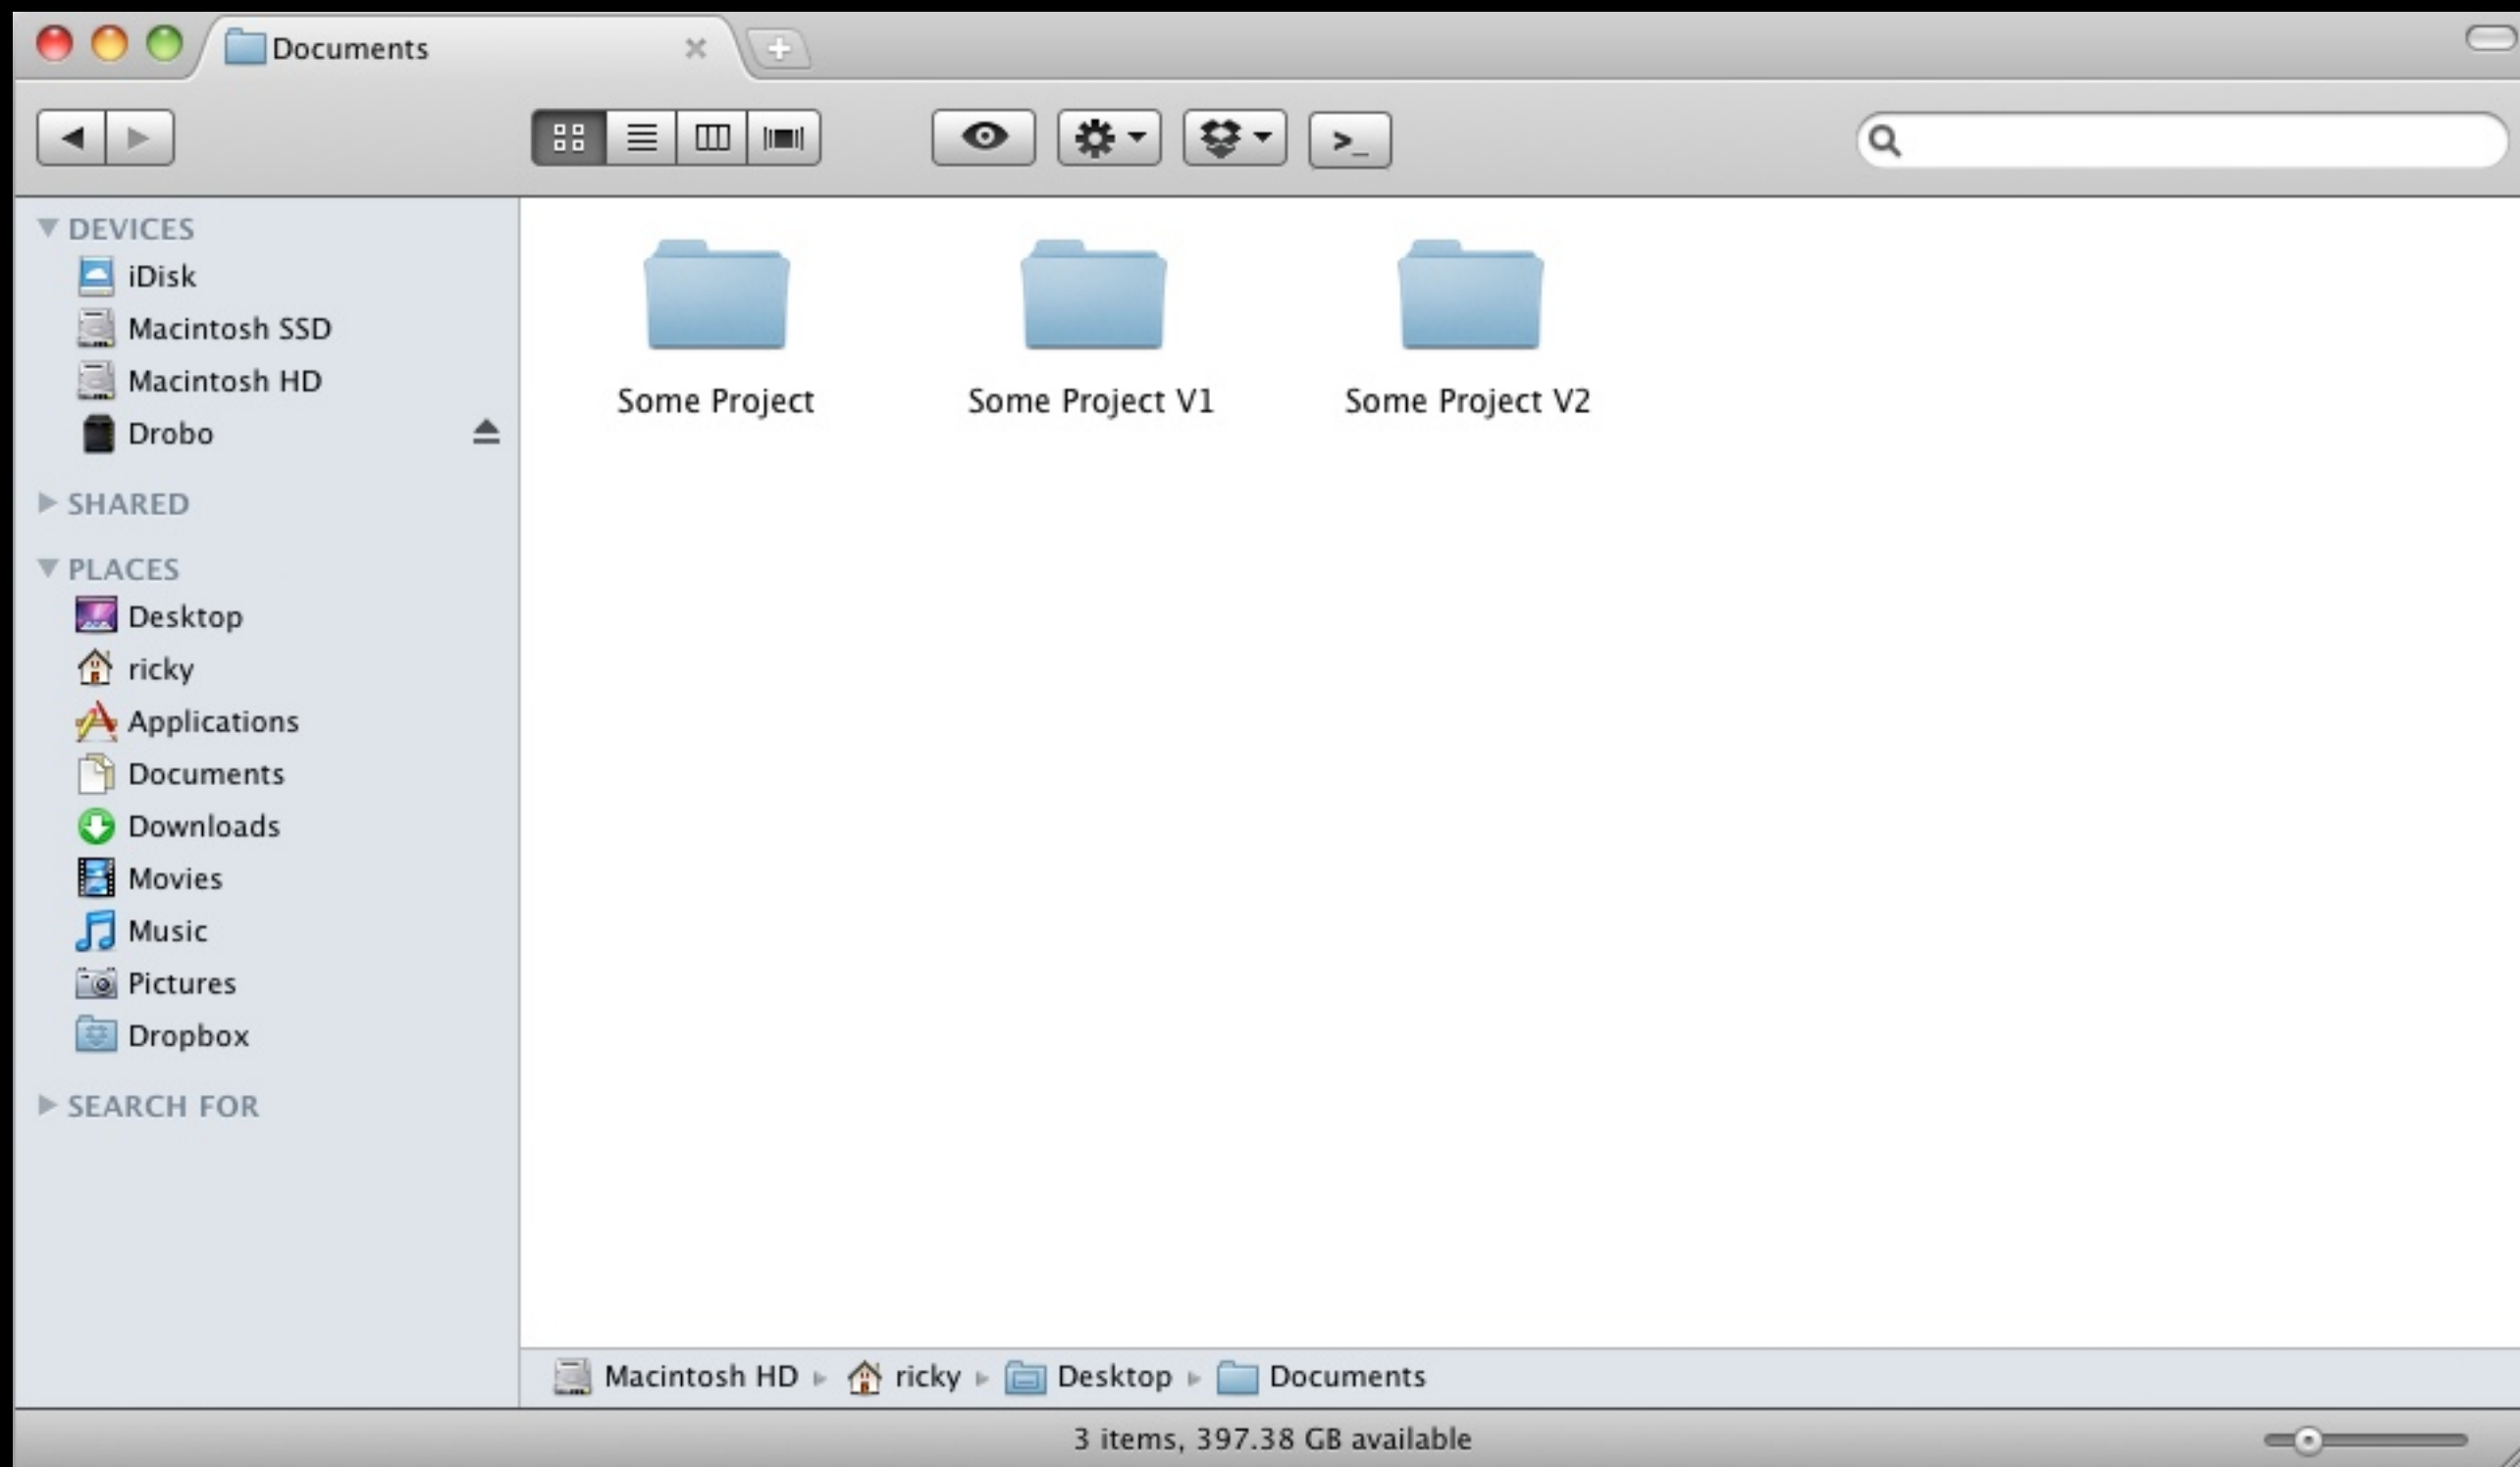 Documents
>_
DEVICES
iDisk
Macintosh SSD
Macintosh HD
Drobo
SHARED
PLACES
Desktop
ricky
Applications
Documents
Downloads
Movies
Music
Pictures
Dropbox
SEARCH FOR
Some Project
Some Project V1
Some Project V2
Macintosh HD ricky Desktop Documents
3 items, 397.38 GB available